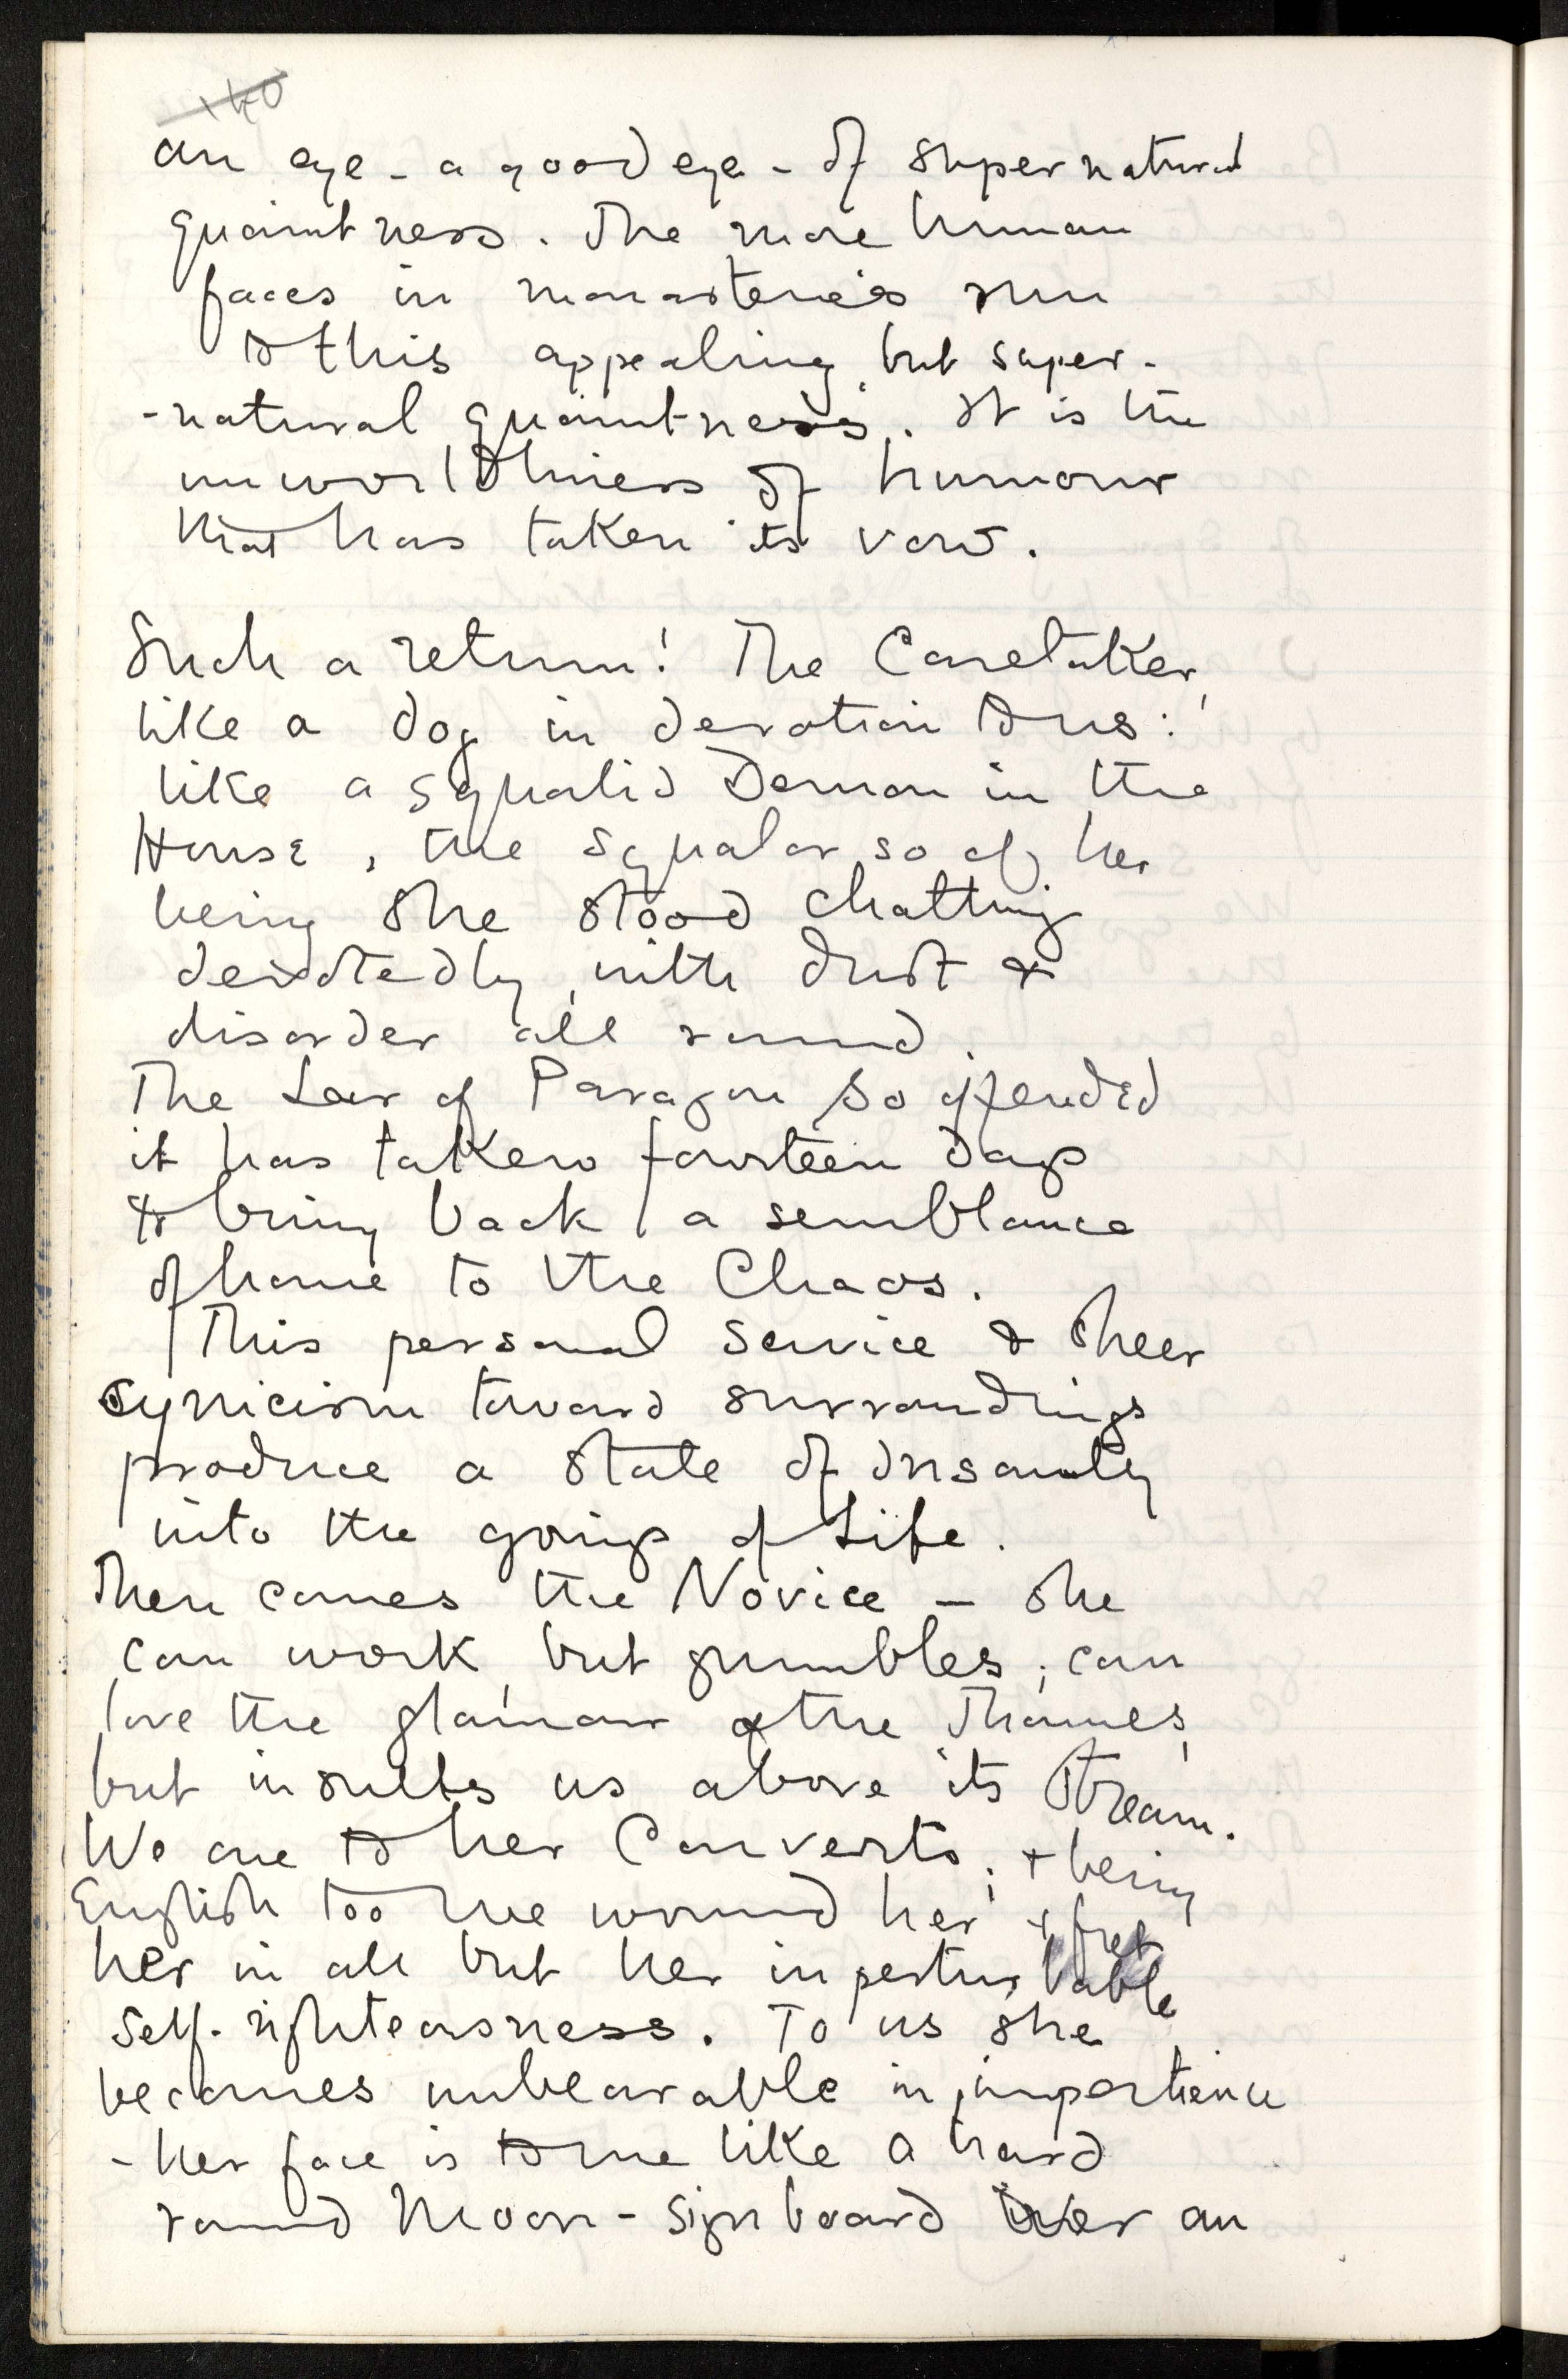 140
an eye - a good eye - of supernatural
quaintness. The more human
faces in monasteries run
to this appealing, but super-
-natural quaintness. It is the
unworldliness of humour
that has taken its vow.
Such a return! The Caretaker,
like a dog in devotion to us:
like a squalid Demon in the
House, the squalor so of her
being she stood chatting
devotedly, with dust &
disorder all round.
The Lar of Paragon so offended
it has taken fourteen days
to bring back a semblance
of home to the Chaos.
This personal service & sheer
cynicism toward surroundings
produce a state of insanity
into the goings of Life.
Then comes the Novice — she
can work, but grumbles; can
love the glamour of the Thames,
but insults us above its stream.
We are to her Converts; & being
English too we wound her & fret
her in all but her inperturbable
self-righteousness. To us she
becomes unbearable in impertience
- her face is to me like a hard
round Moon-Sign board over an